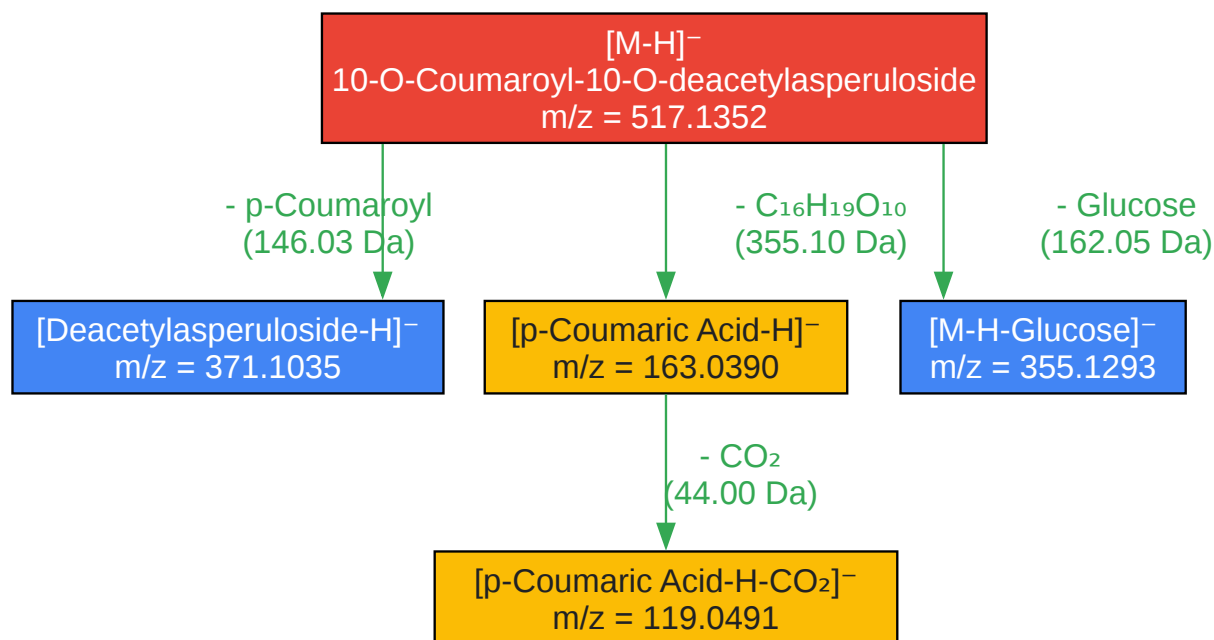 [M-H]⁻
10-O-Coumaroyl-10-O-deacetylasperuloside
m/z = 517.1352
- p-Coumaroyl
(146.03 Da)
- C₁₆H₁₉O₁₀
(355.10 Da)
- Glucose
(162.05 Da)
[Deacetylasperuloside-H]⁻
m/z = 371.1035
[p-Coumaric Acid-H]⁻
m/z = 163.0390
[M-H-Glucose]⁻
m/z = 355.1293
- CO₂
(44.00 Da)
[p-Coumaric Acid-H-CO₂]⁻
m/z = 119.0491